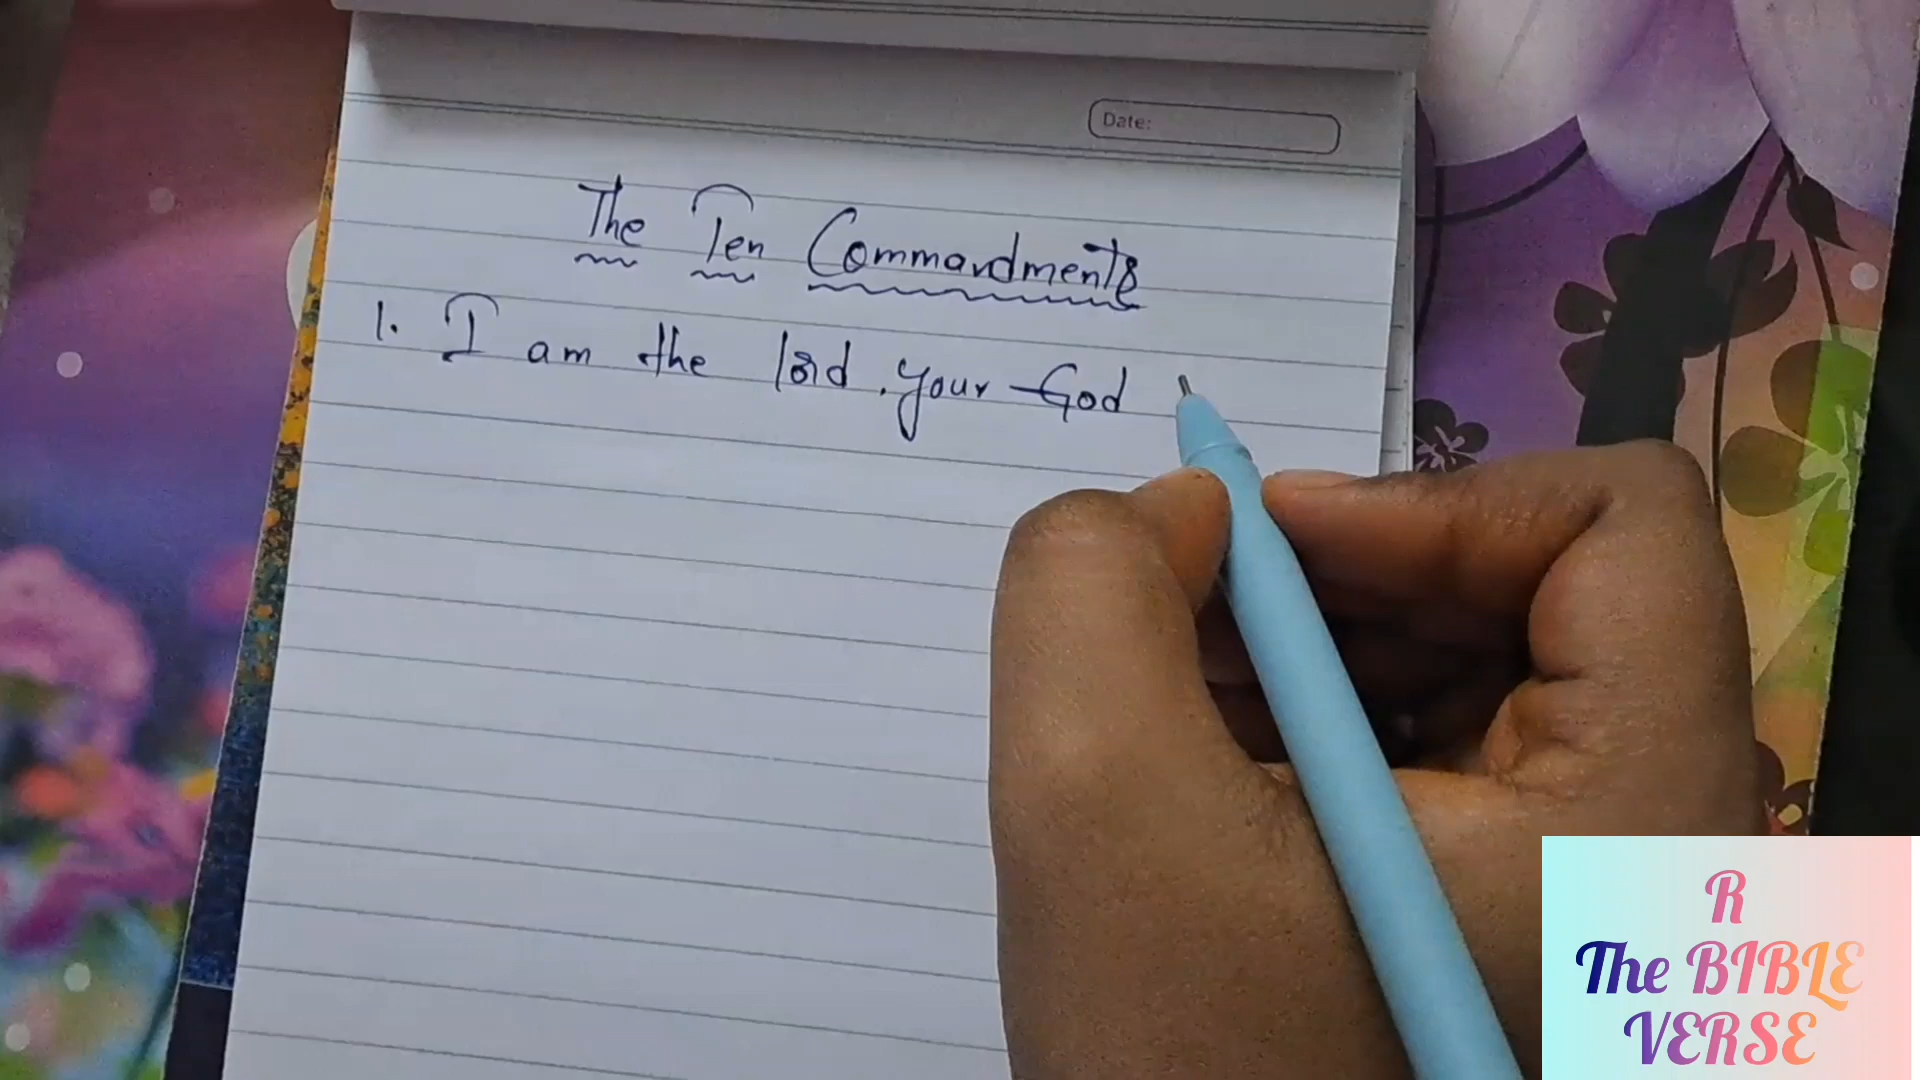 Date:
The Ten Commandments
1. I am the lord your God
R
The BIBLE
VERSE